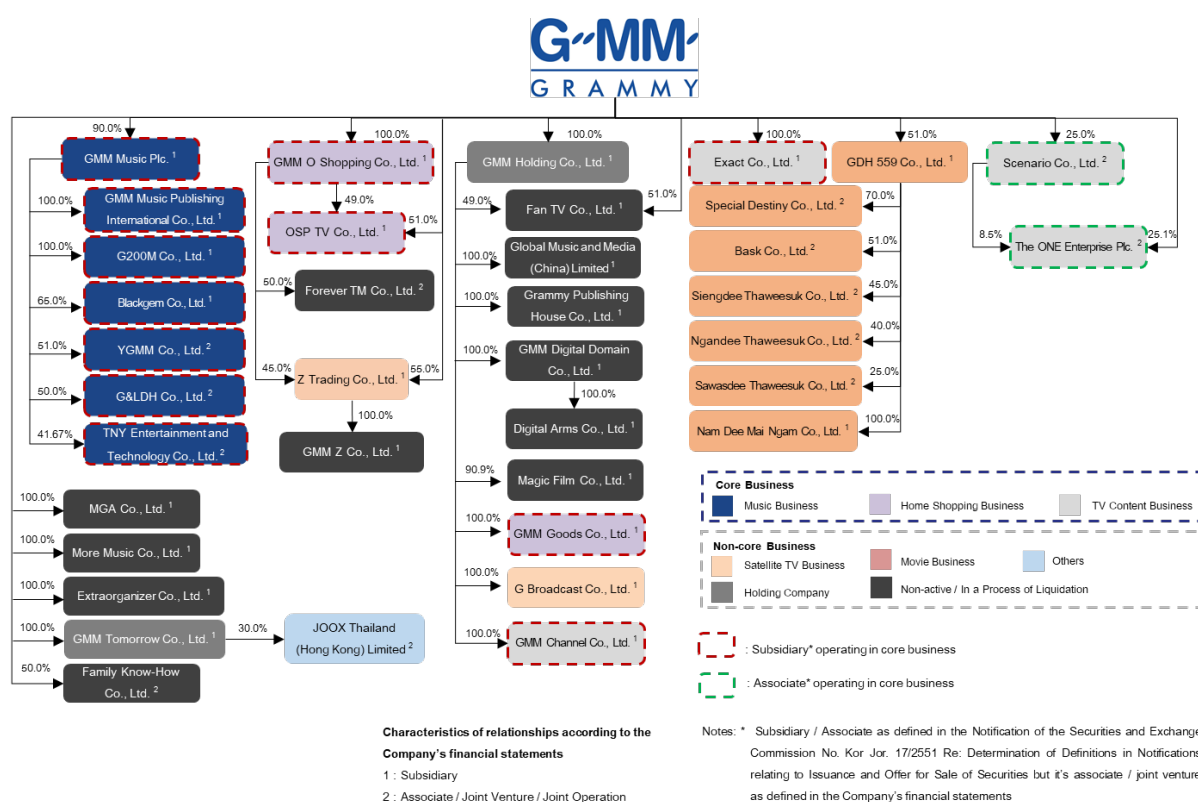 G MM
GRAMMY
90.0%
100.0%
100.0%
100.0%
51.0%
25.0%
GMM Music Plc. 1
GMM O Shopping Co., Ltd. 1
GMM Holding Co., Ltd. 1
Exact Co., Ltd. 1
GDH 559 Co., Ltd. 1
Scenario Co., Ltd. 2
100.0%
GMM Music Publishing
International Co., Ltd. 1
100.0%
G200M Co., Ltd. 1
65.0%
Blackgem Co., Ltd. 1
51.0%
YGMM Co., Ltd. 2
50.0%
G&LDH Co., Ltd. 2
41.67%
TNY Entertainment and
Technology Co., Ltd. 2
49.0%
51.0%
OSP TV Co., Ltd. 1
50.0%
Forever TM Co., Ltd. 2
45.0%
55.0%
Z Trading Co., Ltd. 1
100.0%
GMM Z Co., Ltd. 1
49.0%
51.0%
Fan TV Co., Ltd. 1
100.0%
Global Music and Media
(China) Limited 1
100.0%
Grammy Publishing
House Co., Ltd. 1
100.0%
GMM Digital Domain
Co., Ltd. 1
100.0%
Digital Arms Co., Ltd. 1
90.9%
Magic Film Co., Ltd. 1
100.0%
GMM Goods Co., Ltd. 1
100.0%
G Broadcast Co., Ltd. 1
100.0%
GMM Channel Co., Ltd. 1
70.0%
Special Destiny Co., Ltd. 2
51.0%
Bask Co., Ltd. 2
45.0%
Siengdee Thaweesuk Co., Ltd. 2
40.0%
Ngandee Thaweesuk Co., Ltd. 2
25.0%
Sawasdee Thaweesuk Co., Ltd. 2
100.0%
Nam Dee Mai Ngam Co., Ltd. 1
8.5%
25.1%
The ONE Enterprise Plc. 2
100.0%
MGA Co., Ltd. 1
100.0%
More Music Co., Ltd. 1
100.0%
Extraorganizer Co., Ltd. 1
100.0%
GMM Tomorrow Co., Ltd. 1
30.0%
JOOX Thailand
(Hong Kong) Limited 2
50.0%
Family Know-How
Co., Ltd. 2
Core Business
Music Business
Home Shopping Business
TV Content Business
Non-core Business
Satellite TV Business
Movie Business
Others
Holding Company
Non-active / In a Process of Liquidation
: Subsidiary* operating in core business
: Associate* operating in core business
Characteristics of relationships according to the
Company's financial statements
1 : Subsidiary
2 : Associate / Joint Venture / Joint Operation
Notes: * Subsidiary / Associate as defined in the Notification of the Securities and Exchange
Commission No. Kor Jor. 17/2551 Re: Determination of Definitions in Notifications
relating to Issuance and Offer for Sale of Securities but it's associate / joint venture
as defined in the Company's financial statements